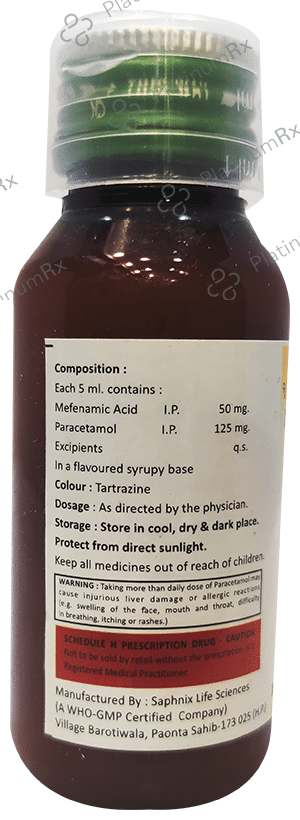 PlatinumRx
Composition :
Each 5 ml. contains :
Mefenamic Acid I.P. 50 mg.
Paracetamol I.P. 125 mg.
Excipients q.s.
In a flavoured syrupy base
Colour : Tartrazine
Dosage : As directed by the physician.
Storage : Store in cool, dry & dark place.
Protect from direct sunlight.
Keep all medicines out of reach of children.
WARNING : Taking more than daily dose of Paracetamol may
cause injurious liver damage or allergic reactions
(e.g. swelling of the face, mouth and throat, difficulty
in breathing, itching or rashes.)
SCHEDULE H PRESCRIPTION DRUG - CAUTION
Not to be sold by retail without the prescription of a
Registered Medical Practitioner.
Manufactured By : Saphnix Life Sciences
(A WHO-GMP Certified Company)
Village Barotiwala, Paonta Sahib-173 025 (H.P.)